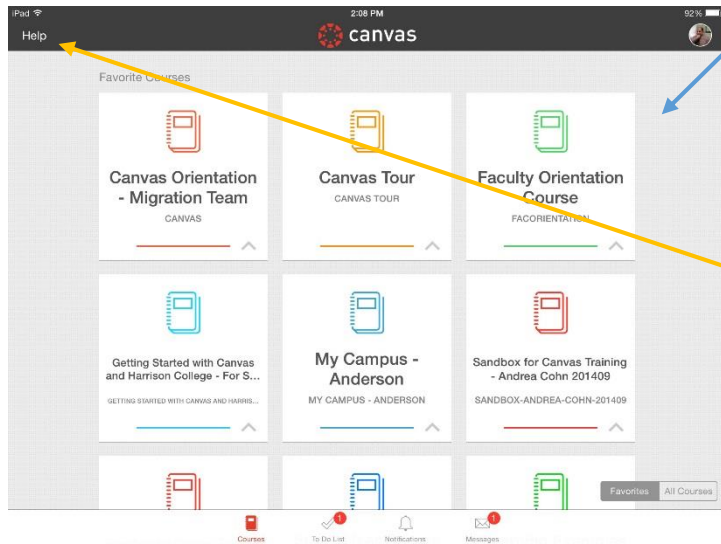 iPad 2:08 PM 92%
Help canvas
Favorite Courses
Canvas Orientation
- Migration Team
CANVAS
Canvas Tour
CANVAS TOUR
Faculty Orientation
Course
FACORIENTATION
Getting Started with Canvas
and Harrison College - For S...
GETTING STARTED WITH CANVAS AND HARRIS...
My Campus -
Anderson
MY CAMPUS - ANDERSON
Sandbox for Canvas Training
- Andrea Cohn 201409
SANDBOX-ANDREA-COHN-201409
Favorites All Courses
1 1
Courses To Do List Notifications Messages